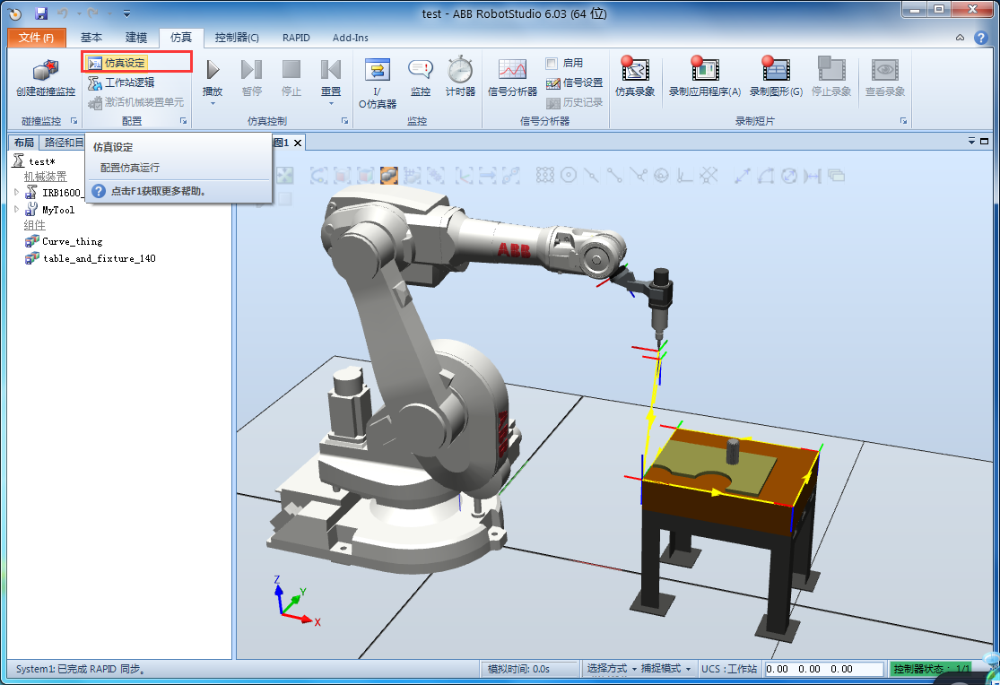 test - ABB RobotStudio 6.03 (64 位)
文件(F) 基本 建模 仿真 控制器(C) RAPID Add-Ins
创建碰撞监控
碰撞监控
仿真设定
工作站逻辑
激活机械装置单元
配置
播放 暂停 停止 重置
仿真控制
I/
O仿真器
监控 计时器
监控
信号分析器
启用
信号设置
历史记录
信号分析器
仿真录象 录制应用程序(A) 录制图形(G) 停止录象 查看录象
录制短片
布局 路径和目
图1
仿真设定
配置仿真运行
点击F1获取更多帮助。
test*
机械装置
IRB1600_
MyTool
组件
Curve_thing
table_and_fixture_140
ABB
ABB
Z
Y
X
System1: 已完成 RAPID 同步。
模拟时间: 0.0s
选择方式 捕捉模式
UCS : 工作站
0.00 0.00 0.00
控制器状态： 1/1